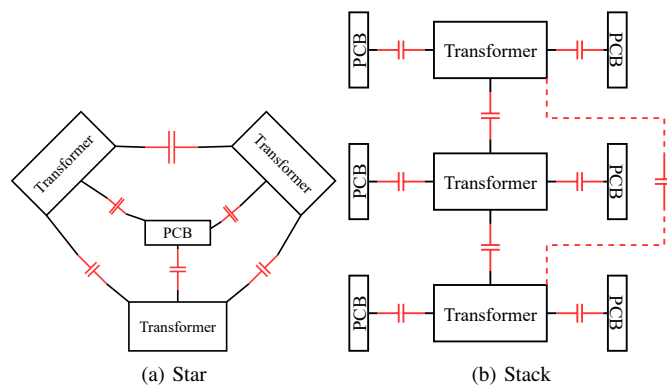 Transformer
Transformer
PCB
Transformer
(a) Star
PCB
Transformer
PCB
PCB
Transformer
PCB
PCB
Transformer
PCB
(b) Stack